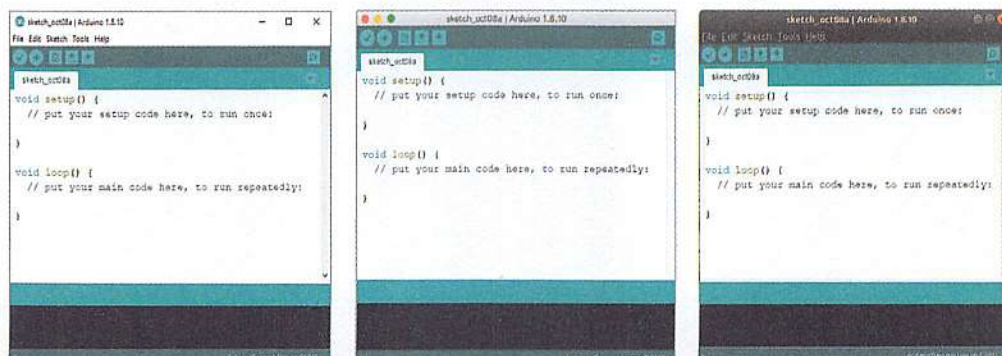 sketch_oct08a | Arduino 1.8.10
File Edit Sketch Tools Help
sketch_oct08a
void setup() {
// put your setup code here, to run once:
}
void loop() {
// put your main code here, to run repeatedly:
}
sketch_oct08a | Arduino 1.8.10
sketch_oct08a
void setup() {
// put your setup code here, to run once:
}
void loop() {
// put your main code here, to run repeatedly:
}
sketch_oct08a | Arduino 1.8.10
File Edit Sketch Tools Help
sketch_oct08a
void setup() {
// put your setup code here, to run once:
}
void loop() {
// put your main code here, to run repeatedly:
}